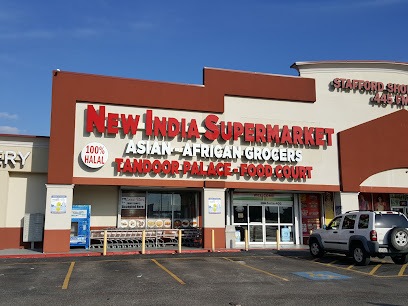 NEW INDIA SUPERMARKET
100% HALAL
ASIAN - AFRICAN GROCERS
TANDOOR PALACE - FOOD COURT
STAFFORD SHO
ERY